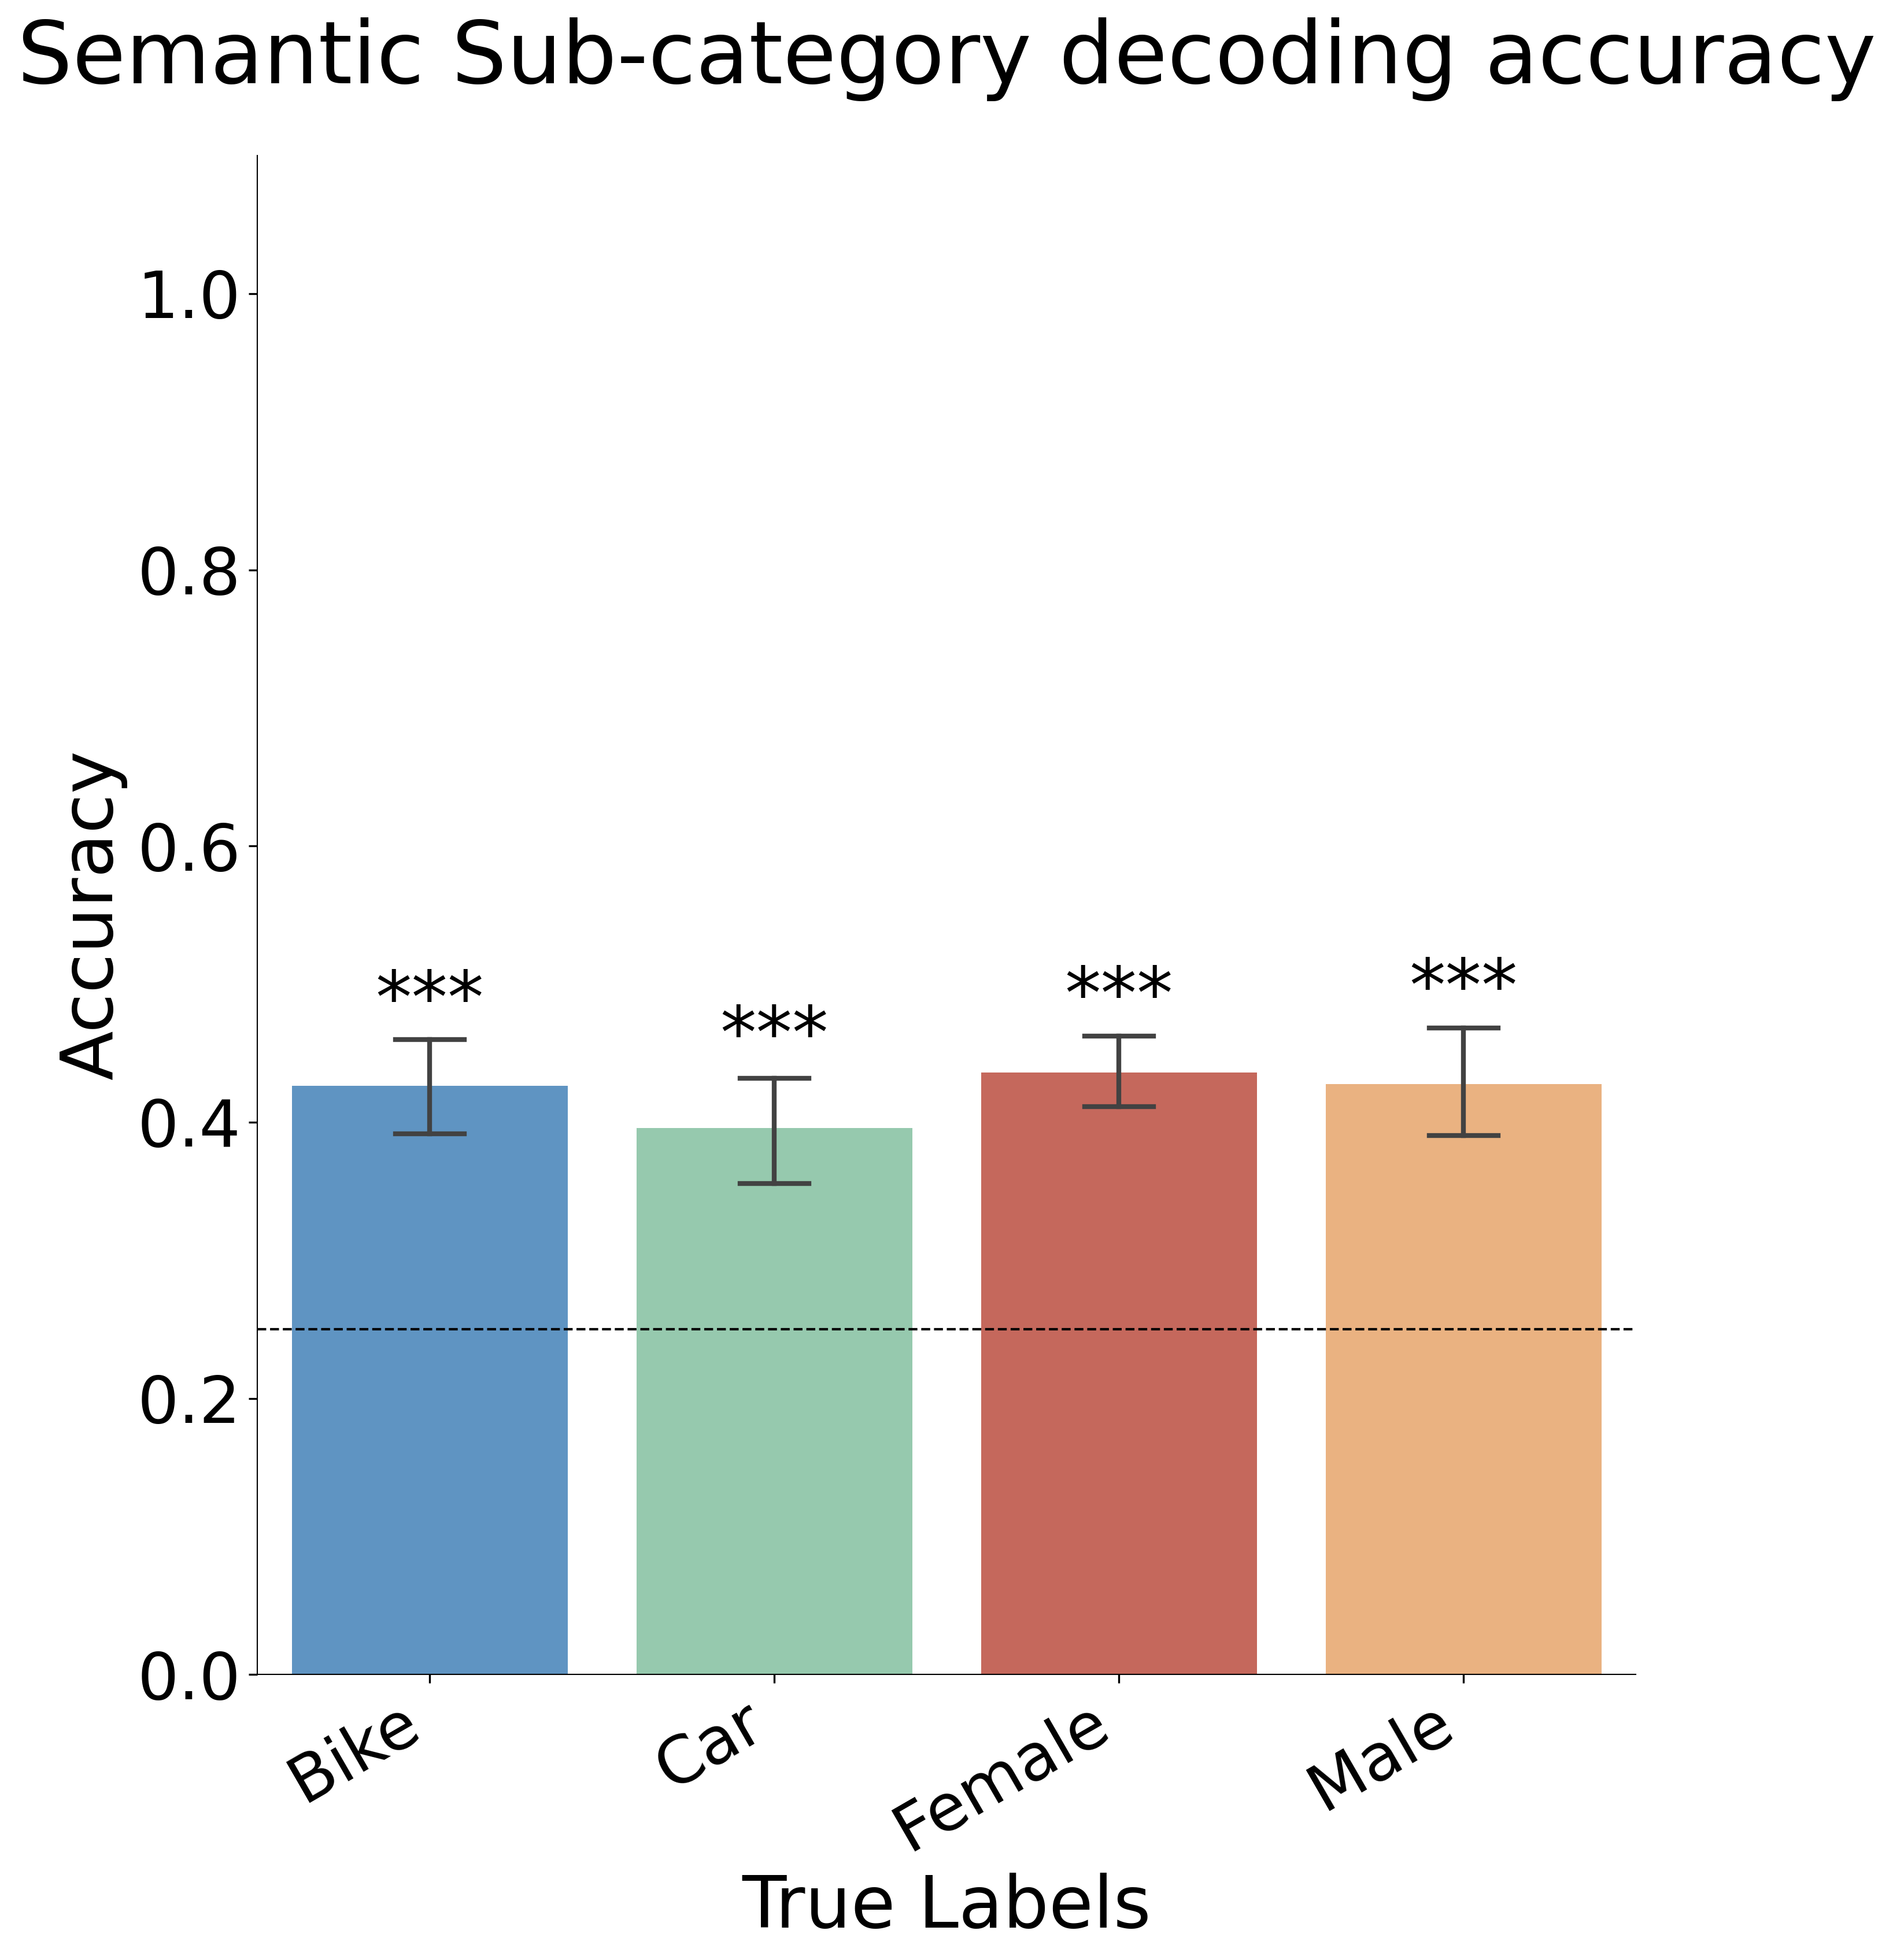 Semantic Sub-category decoding accuracy
1.0
0.8
0.6
0.4
0.2
0.0
Accuracy
***
***
***
***
Bike
Car
Female
Male
True Labels